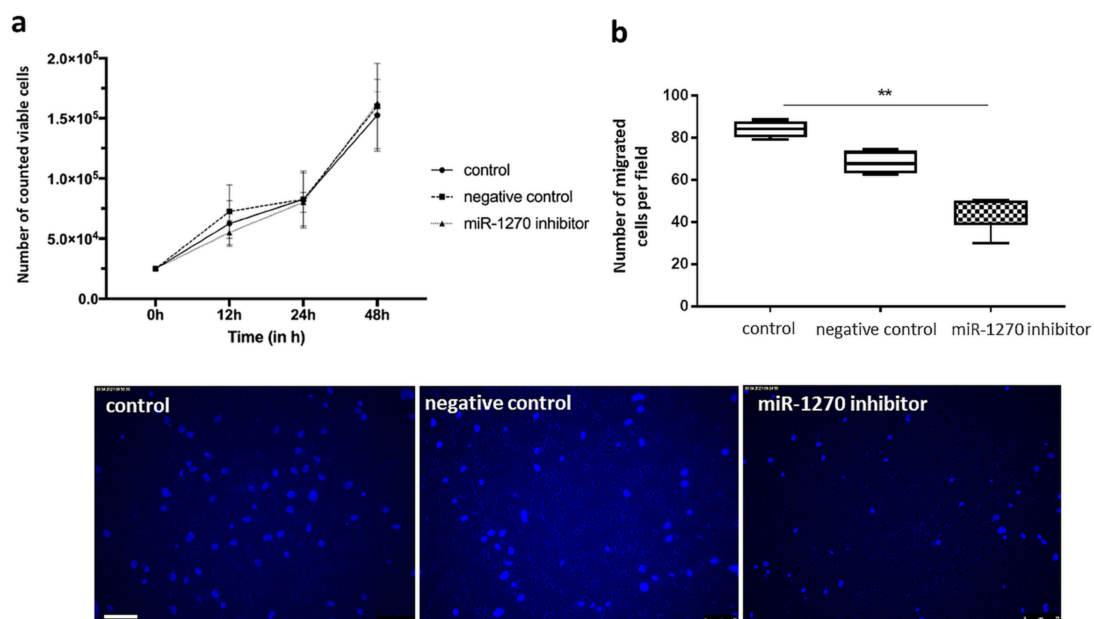 a
Number of counted viable cells
2.0×10⁵
1.5×10⁵
1.0×10⁵
5.0×10⁴
0.0
0h 12h 24h 48h
Time (in h)
control
negative control
miR-1270 inhibitor
b
Number of migrated
cells per field
100
80
60
40
20
0
**
control negative control miR-1270 inhibitor
control
negative control
miR-1270 inhibitor